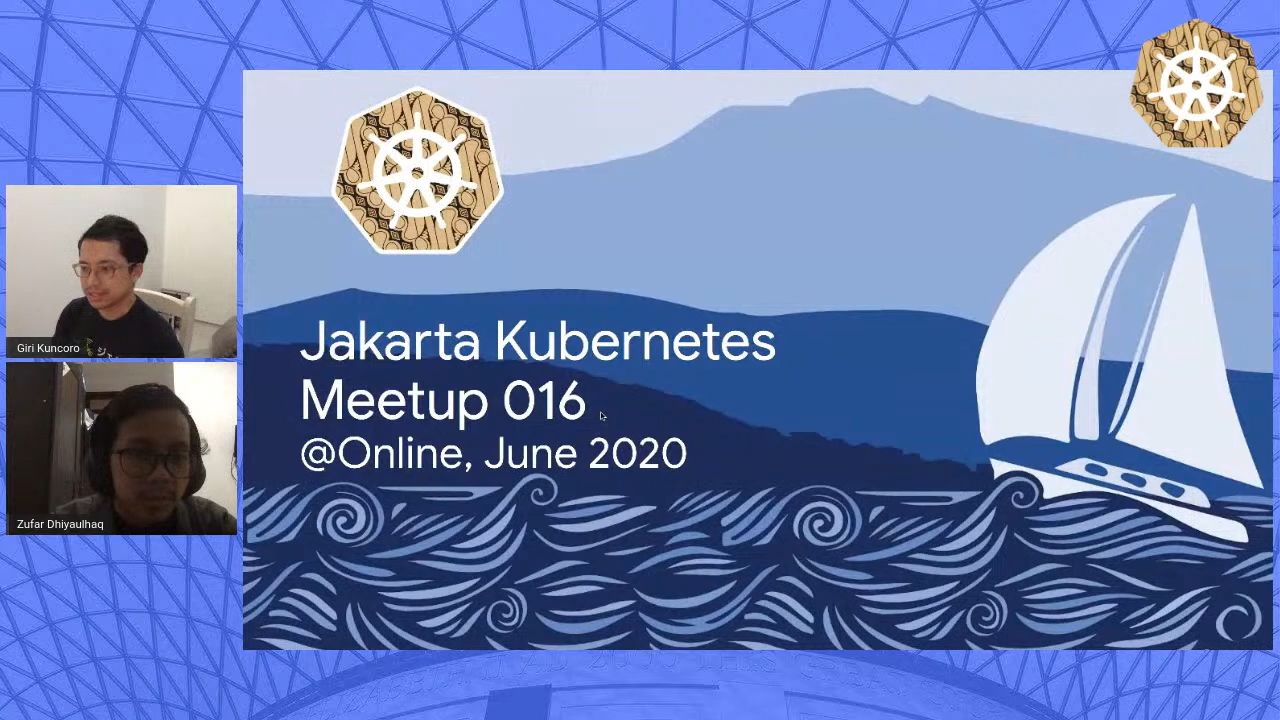 Jakarta Kubernetes
Meetup 016
@Online, June 2020
Giri Kuncoro
Zufar Dhiyaulhaq